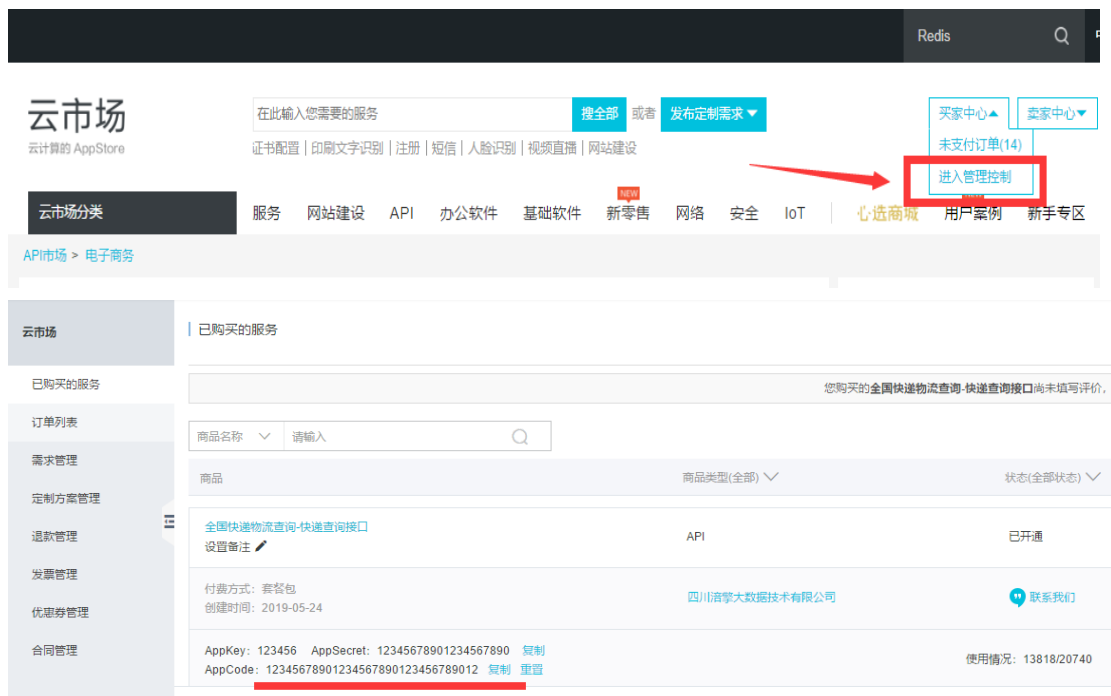 Redis
云市场
云计算的 AppStore
在此输入您需要的服务 搜全部 或者 发布定制需求
证书配置 | 印刷文字识别 | 注册 | 短信 | 人脸识别 | 视频直播 | 网站建设
买家中心 卖家中心
未支付订单(14)
进入管理控制
云市场分类
NEW
服务 网站建设 API 办公软件 基础软件 新零售 网络 安全 IoT 心选商城 用户案例 新手专区
API市场 > 电子商务
云市场
已购买的服务
订单列表
需求管理
定制方案管理
退款管理
发票管理
优惠券管理
合同管理
已购买的服务
您购买的全国快递物流查询-快递查询接口尚未填写评价,
商品名称 请输入
商品 商品类型(全部) 状态(全部状态)
全国快递物流查询-快递查询接口
设置备注
API 已开通
付费方式：套餐包
创建时间：2019-05-24
四川涪擎大数据技术有限公司 联系我们
AppKey：123456 AppSecret：12345678901234567890 复制
AppCode：12345678901234567890123456789012 复制 重置
使用情况：13818/20740